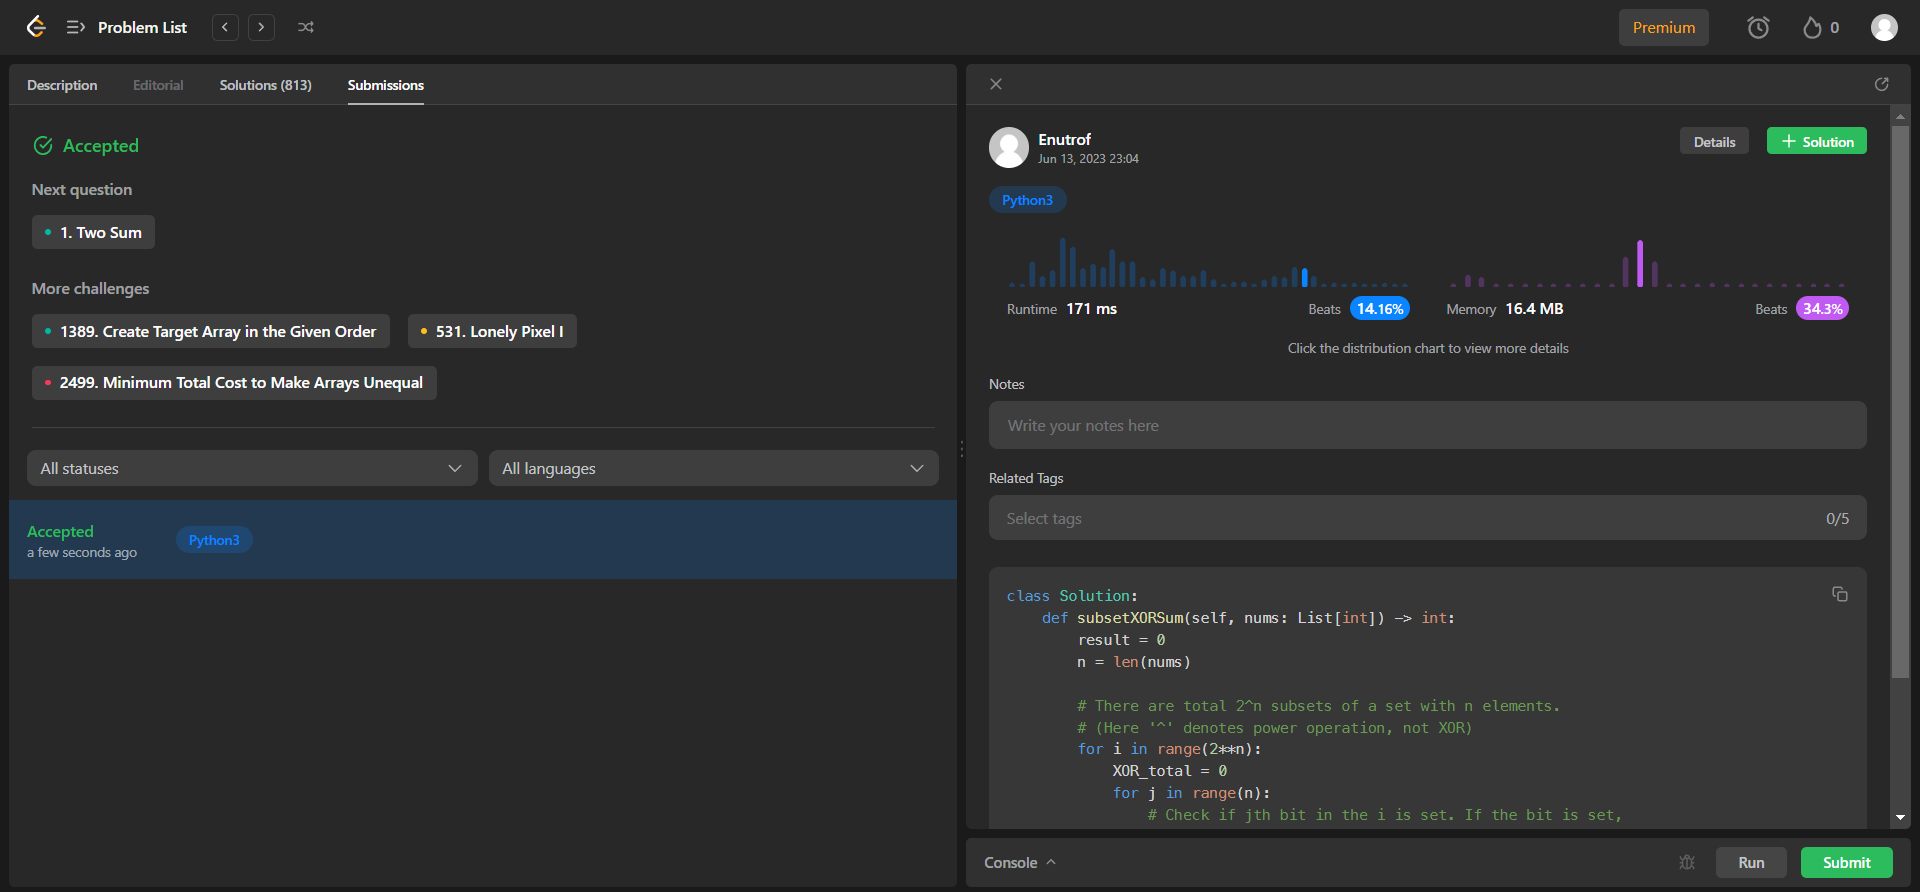 Problem List
Premium
0
Description
Editorial
Solutions (813)
Submissions
Accepted
Next question
1. Two Sum
More challenges
1389. Create Target Array in the Given Order
531. Lonely Pixel I
2499. Minimum Total Cost to Make Arrays Unequal
All statuses
All languages
Accepted
a few seconds ago
Python3
Enutrof
Jun 13, 2023 23:04
Details
Solution
Python3
Runtime 171 ms
Beats 14.16%
Memory 16.4 MB
Beats 34.3%
Click the distribution chart to view more details
Notes
Write your notes here
Related Tags
Select tags
0/5
class Solution:
    def subsetXORSum(self, nums: List[int]) -> int:
        result = 0
        n = len(nums)
        # There are total 2^n subsets of a set with n elements.
        # (Here '^' denotes power operation, not XOR)
        for i in range(2**n):
            XOR_total = 0
            for j in range(n):
                # Check if jth bit in the i is set. If the bit is set,
Console
Run
Submit